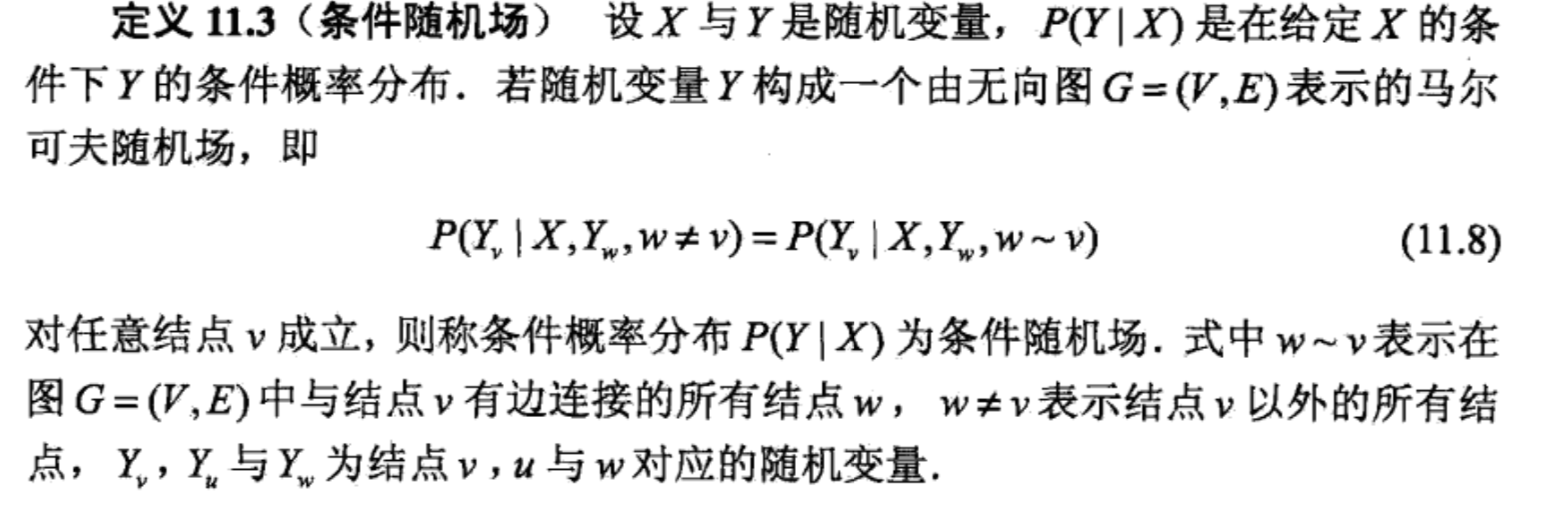 定义 11.3（条件随机场） 设 X 与 Y 是随机变量，P(Y | X) 是在给定 X 的条
件下 Y 的条件概率分布．若随机变量 Y 构成一个由无向图 G = (V, E) 表示的马尔
可夫随机场，即
P(Y_v | X, Y_w, w ≠ v) = P(Y_v | X, Y_w, w ~ v) (11.8)
对任意结点 v 成立，则称条件概率分布 P(Y | X) 为条件随机场．式中 w ~ v 表示在
图 G = (V, E) 中与结点 v 有边连接的所有结点 w， w ≠ v 表示结点 v 以外的所有结
点， Y_v，Y_u 与 Y_w 为结点 v，u 与 w 对应的随机变量．